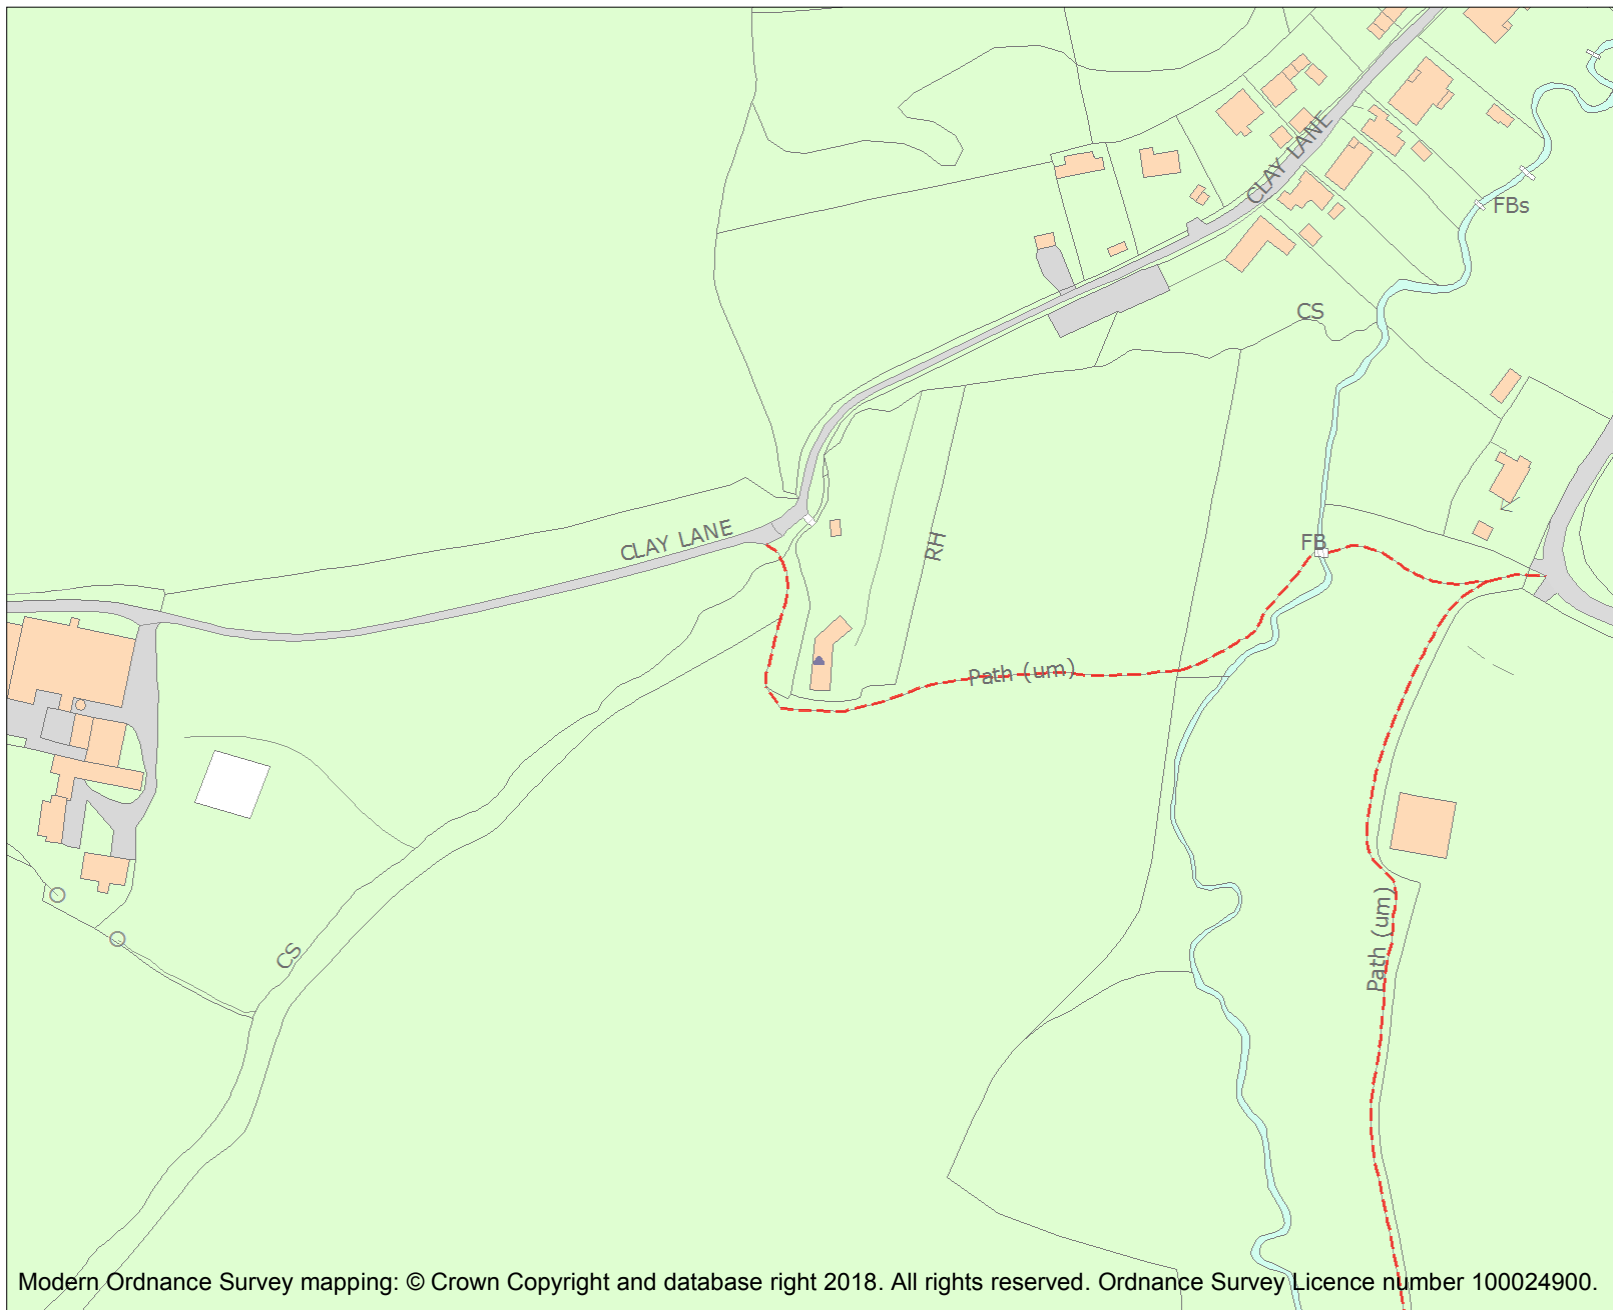 CLAY LANE
FBs
CS
CLAY LANE
RH
FB
Path (um)
Path (um)
CS
Modern Ordnance Survey mapping: © Crown Copyright and database right 2018. All rights reserved. Ordnance Survey Licence number 100024900.